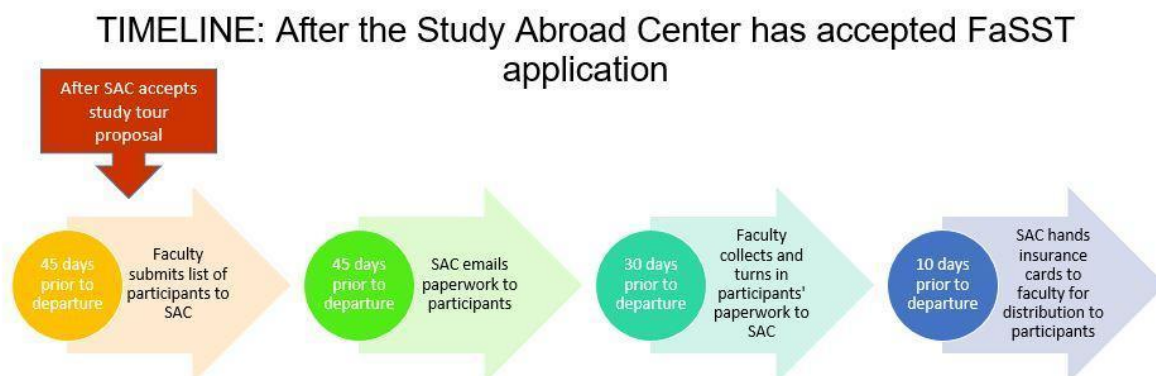 TIMELINE: After the Study Abroad Center has accepted FaSST
application
After SAC accepts
study tour
proposal
45 days
prior to
departure
Faculty
submits list of
participants to
SAC
45 days
prior to
departure
SAC emails
paperwork to
participants
30 days
prior to
departure
Faculty
collects and
turns in
participants'
paperwork to
SAC
10 days
prior to
departure
SAC hands
insurance
cards to
faculty for
distribution to
participants